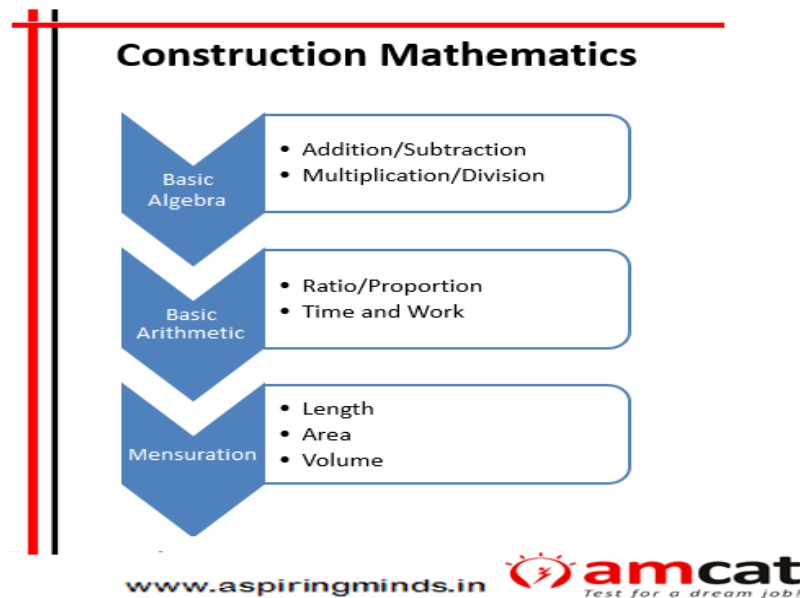 Construction Mathematics
Basic
Algebra
• Addition/Subtraction
• Multiplication/Division
Basic
Arithmetic
• Ratio/Proportion
• Time and Work
Mensuration
• Length
• Area
• Volume
www.aspiringminds.in
amcat
Test for a dream job!